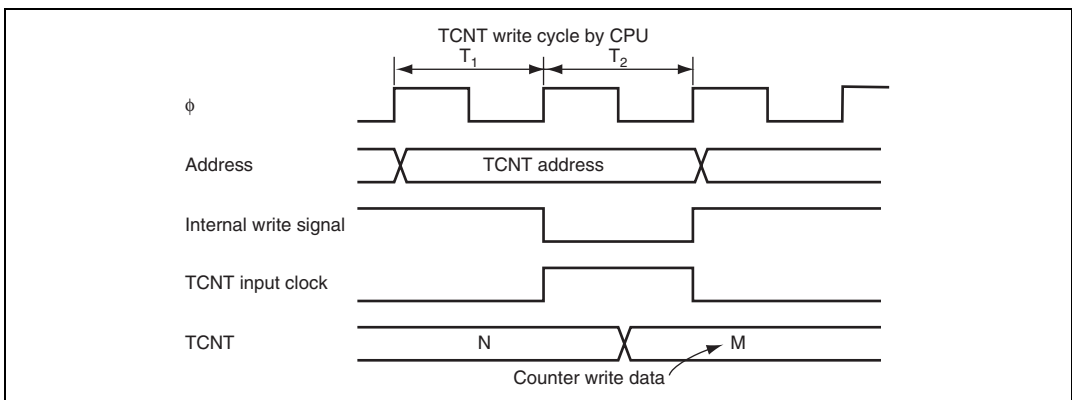 TCNT write cycle by CPU
T1 T2
φ
Address TCNT address
Internal write signal
TCNT input clock
TCNT N M
Counter write data